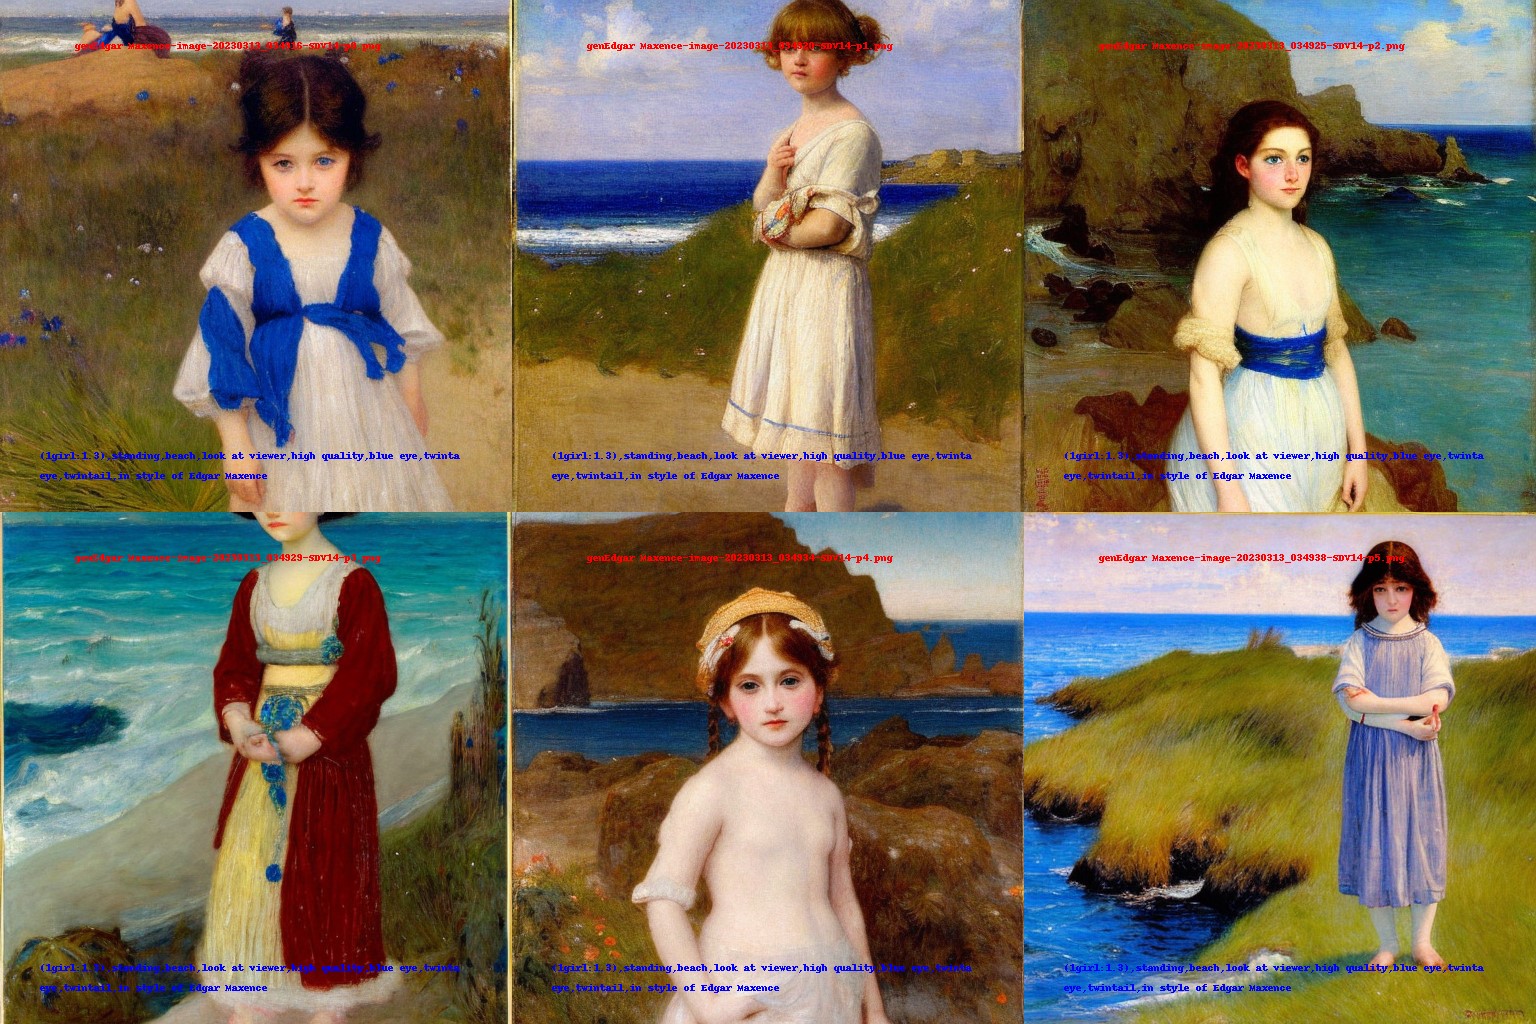 genEdgar Maxence-image-20230313_034916-SDV14-p0.png
genEdgar Maxence-image-20230313_034920-SDV14-p1.png
genEdgar Maxence-image-20230313_034925-SDV14-p2.png
(1girl:1.3),standing,beach,look at viewer,high quality,blue eye,twinta
eye,twintail,in style of Edgar Maxence
(1girl:1.3),standing,beach,look at viewer,high quality,blue eye,twinta
eye,twintail,in style of Edgar Maxence
(1girl:1.3),standing,beach,look at viewer,high quality,blue eye,twinta
eye,twintail,in style of Edgar Maxence
genEdgar Maxence-image-20230313_034929-SDV14-p3.png
genEdgar Maxence-image-20230313_034934-SDV14-p4.png
genEdgar Maxence-image-20230313_034938-SDV14-p5.png
(1girl:1.3),standing,beach,look at viewer,high quality,blue eye,twinta
eye,twintail,in style of Edgar Maxence
(1girl:1.3),standing,beach,look at viewer,high quality,blue eye,twinta
eye,twintail,in style of Edgar Maxence
(1girl:1.3),standing,beach,look at viewer,high quality,blue eye,twinta
eye,twintail,in style of Edgar Maxence